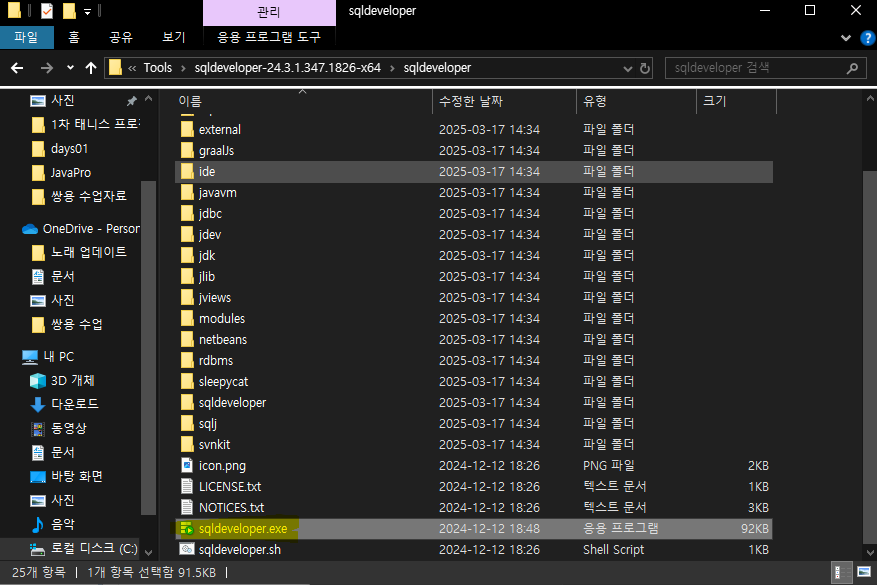 관리
sqldeveloper
파일
홈
공유
보기
응용 프로그램 도구
« Tools › sqldeveloper-24.3.1.347.1826-x64 › sqldeveloper
sqldeveloper 검색
사진
1차 태니스 프로
days01
JavaPro
쌍용 수업자료
OneDrive - Person
노래 업데이트
문서
사진
쌍용 수업
내 PC
3D 개체
다운로드
동영상
문서
바탕 화면
사진
음악
로컬 디스크 (C:)
이름 수정한 날짜 유형 크기
external 2025-03-17 14:34 파일 폴더
graalJs 2025-03-17 14:34 파일 폴더
ide 2025-03-17 14:34 파일 폴더
javavm 2025-03-17 14:34 파일 폴더
jdbc 2025-03-17 14:34 파일 폴더
jdev 2025-03-17 14:34 파일 폴더
jdk 2025-03-17 14:34 파일 폴더
jlib 2025-03-17 14:34 파일 폴더
jviews 2025-03-17 14:34 파일 폴더
modules 2025-03-17 14:34 파일 폴더
netbeans 2025-03-17 14:34 파일 폴더
rdbms 2025-03-17 14:34 파일 폴더
sleepycat 2025-03-17 14:34 파일 폴더
sqldeveloper 2025-03-17 14:34 파일 폴더
sqlj 2025-03-17 14:34 파일 폴더
svnkit 2025-03-17 14:34 파일 폴더
icon.png 2024-12-12 18:26 PNG 파일 2KB
LICENSE.txt 2024-12-12 18:26 텍스트 문서 1KB
NOTICES.txt 2024-12-12 18:26 텍스트 문서 3KB
sqldeveloper.exe 2024-12-12 18:48 응용 프로그램 92KB
sqldeveloper.sh 2024-12-12 18:26 Shell Script 1KB
25개 항목 1개 항목 선택함 91.5KB